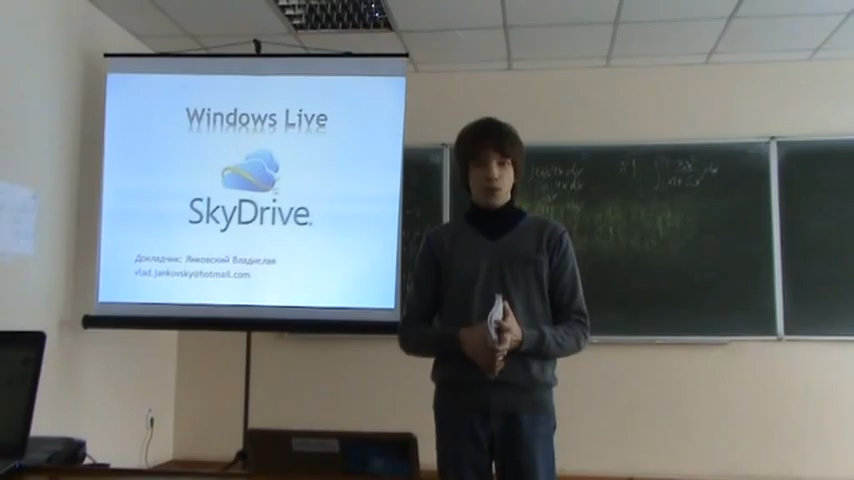 Windows Live
SkyDrive
Докладчик: Янковский Владислав
vlad.jankovsky@hotmail.com